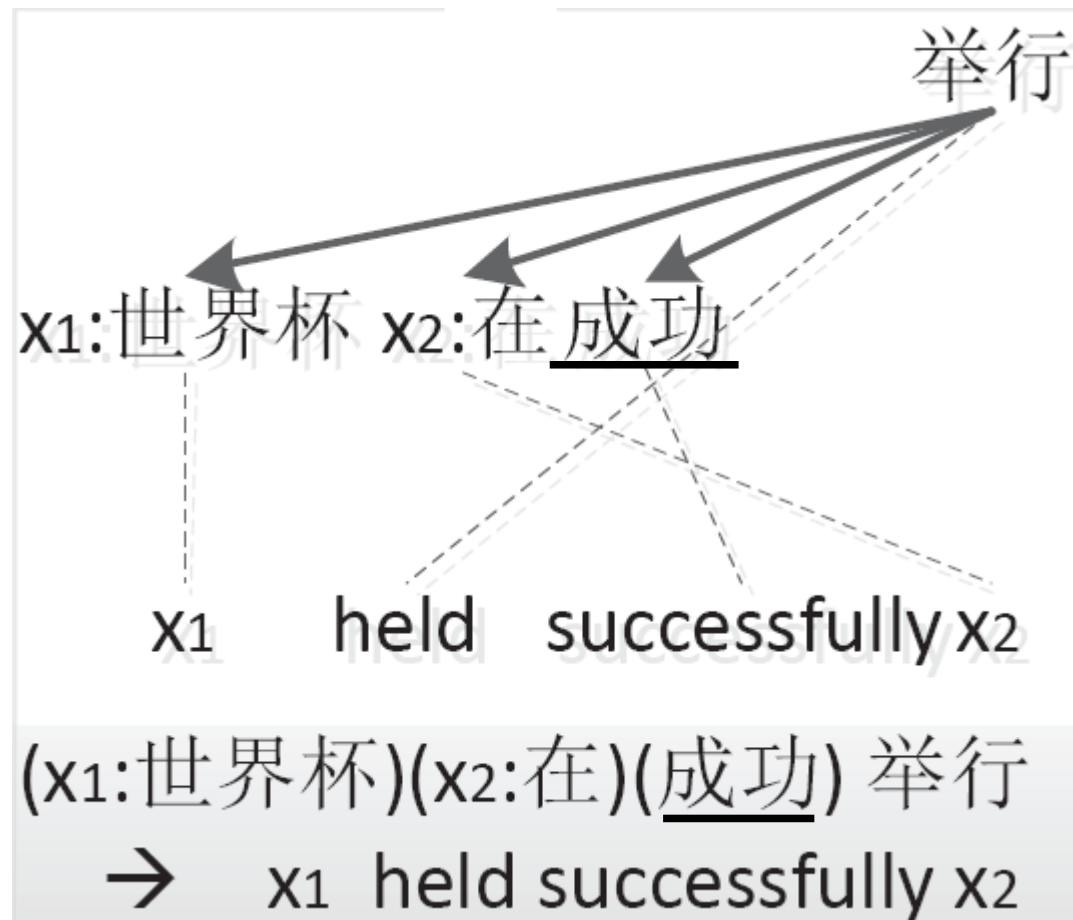 举行
x1:世界杯 x2:在 成功
x1 held successfully x2
(x1:世界杯)(x2:在)(成功) 举行
→ x1 held successfully x2